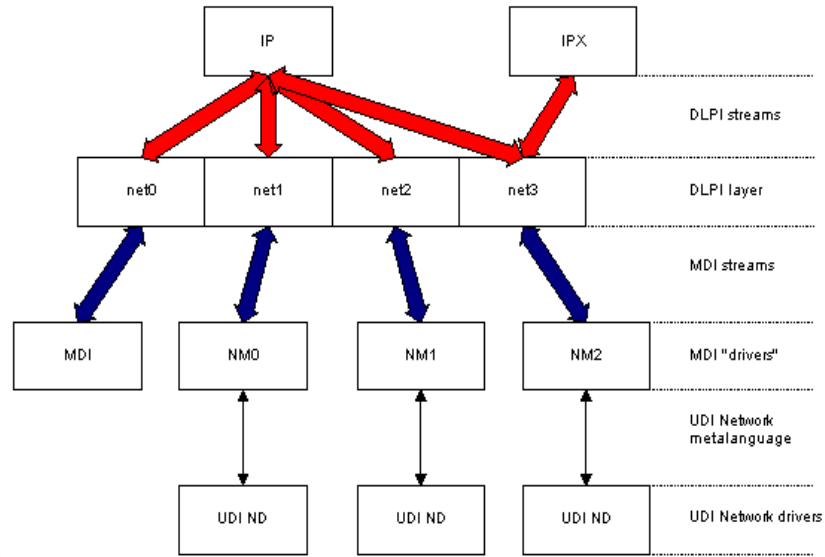 IP
IPX
DLPI streams
net0
net1
net2
net3
DLPI layer
MDI streams
MDI
NM0
NM1
NM2
MDI "drivers"
UDI Network
metalanguage
UDI ND
UDI ND
UDI ND
UDI Network drivers